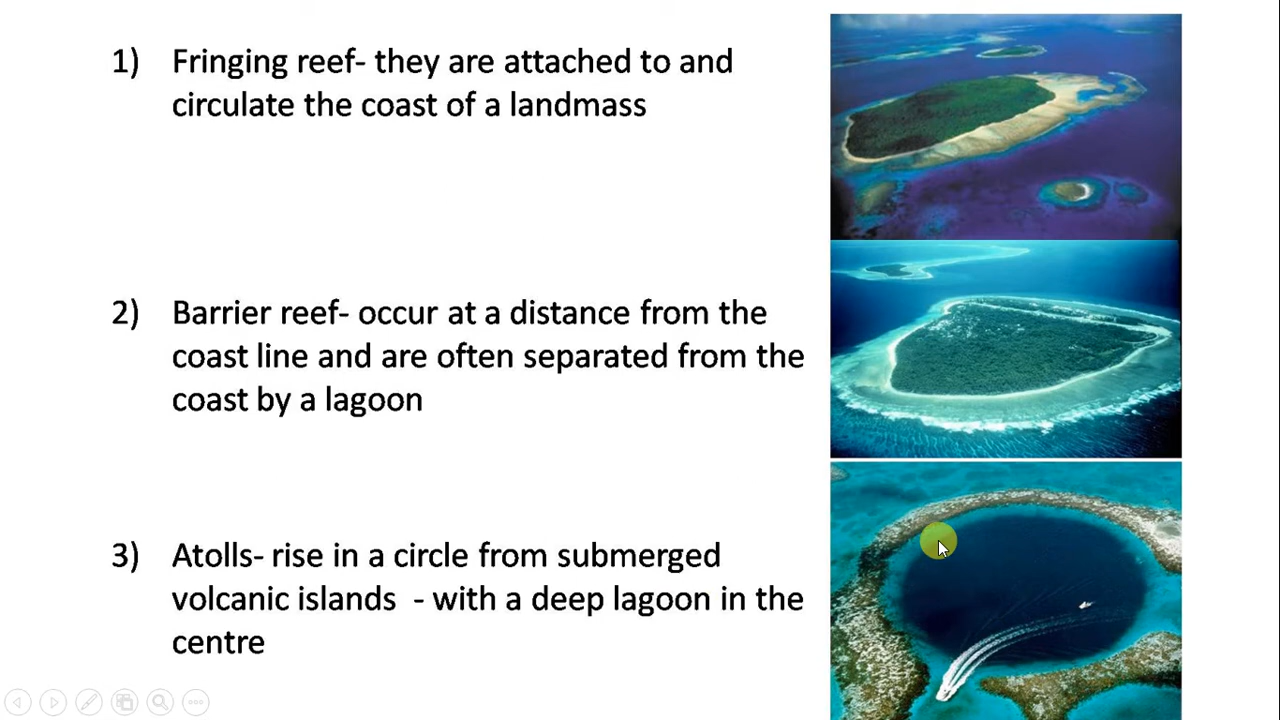 1) Fringing reef- they are attached to and
circulate the coast of a landmass
2) Barrier reef- occur at a distance from the
coast line and are often separated from the
coast by a lagoon
3) Atolls- rise in a circle from submerged
volcanic islands - with a deep lagoon in the
centre